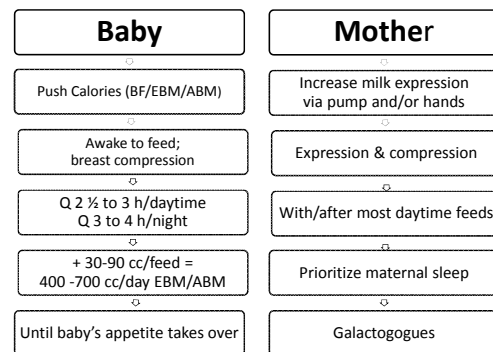 Baby
Push Calories (BF/EBM/ABM)
Awake to feed;
breast compression
Q 2 ½ to 3 h/daytime
Q 3 to 4 h/night
+ 30-90 cc/feed =
400 -700 cc/day EBM/ABM
Until baby's appetite takes over
Mother
Increase milk expression
via pump and/or hands
Expression & compression
With/after most daytime feeds
Prioritize maternal sleep
Galactogogues